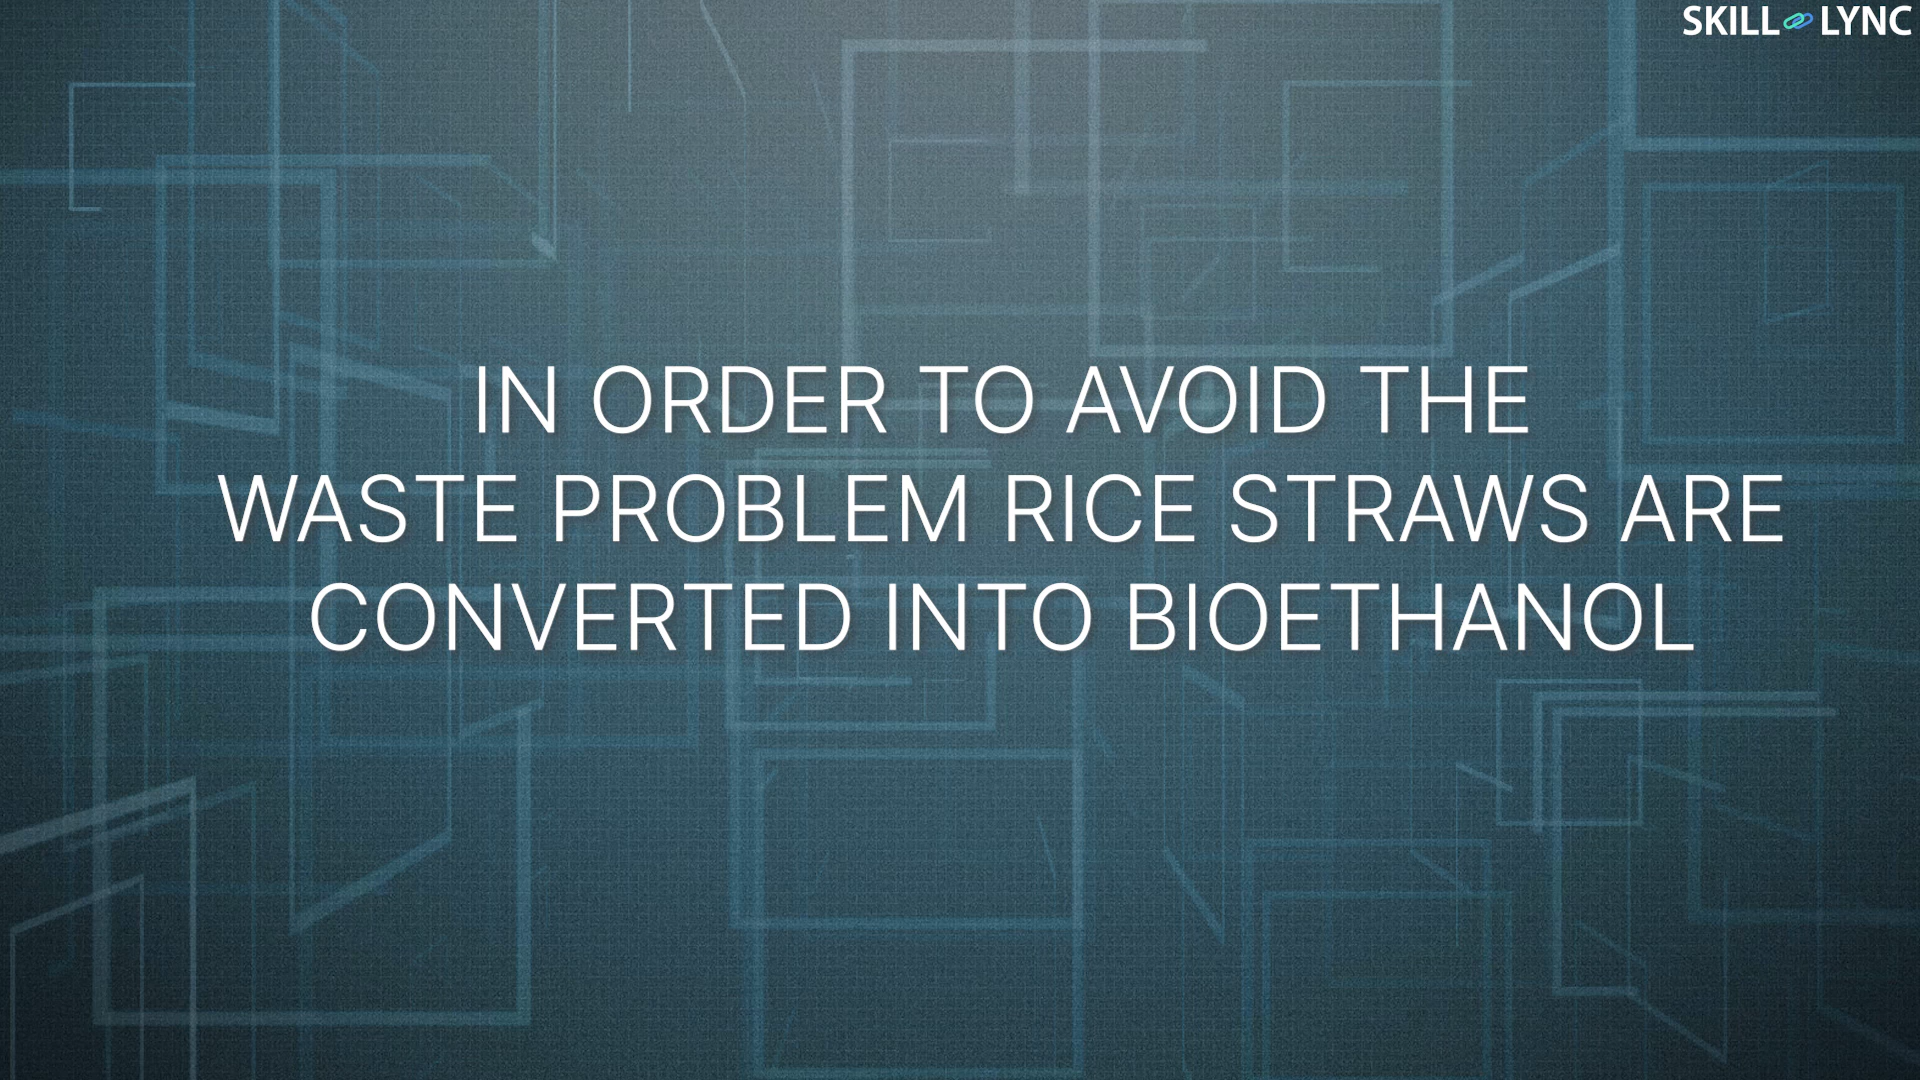 SKILL LYNC
IN ORDER TO AVOID THE
WASTE PROBLEM RICE STRAWS ARE
CONVERTED INTO BIOETHANOL